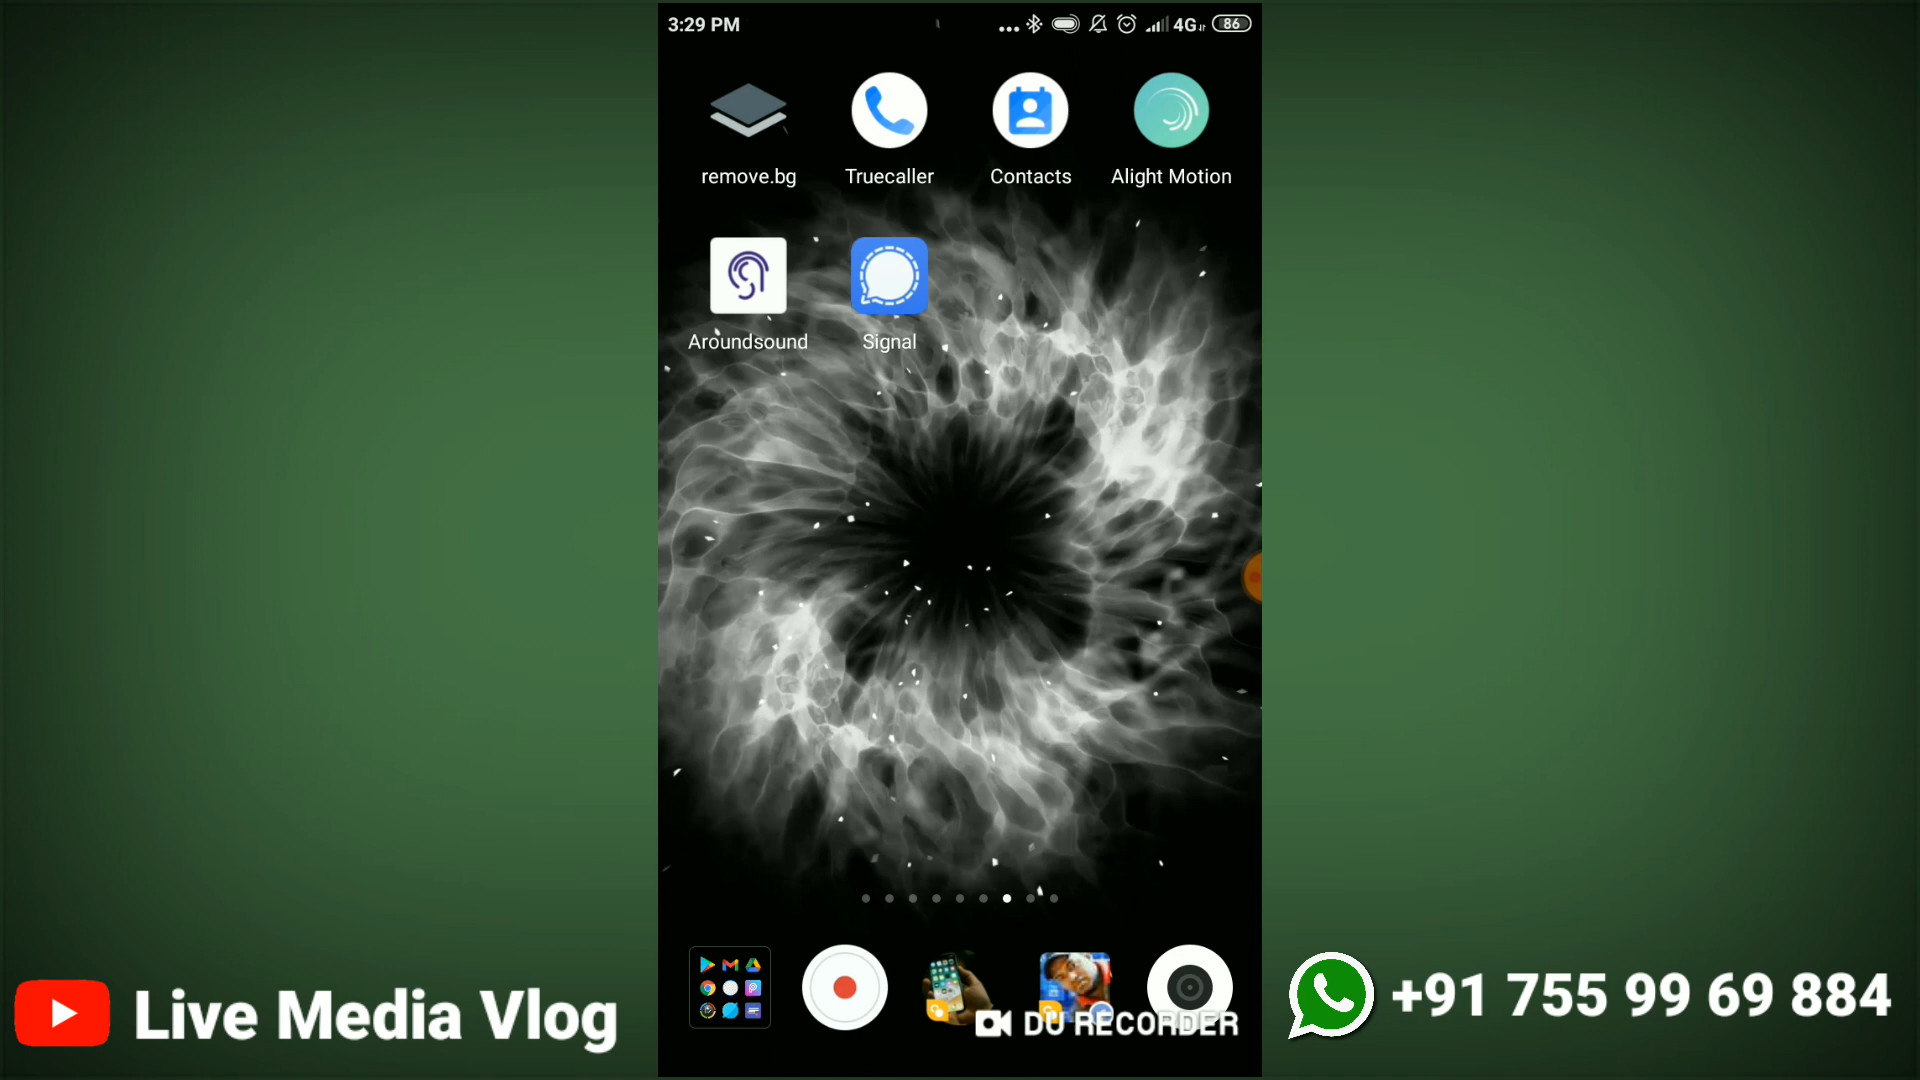 3:29 PM
4G
86
remove.bg
Truecaller
Contacts
Alight Motion
Aroundsound
Signal
DU RECORDER
Live Media Vlog
+91 755 99 69 884